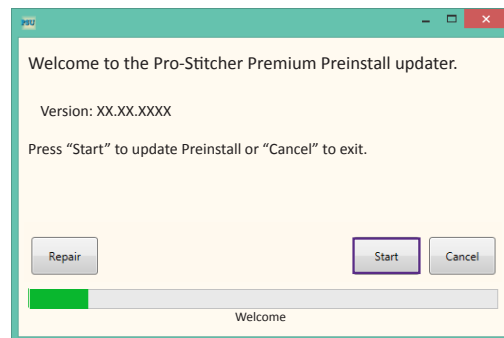 PSU
Welcome to the Pro-Stitcher Premium Preinstall updater.
Version: XX.XX.XXXX
Press “Start” to update Preinstall or “Cancel” to exit.
Repair
Start
Cancel
Welcome